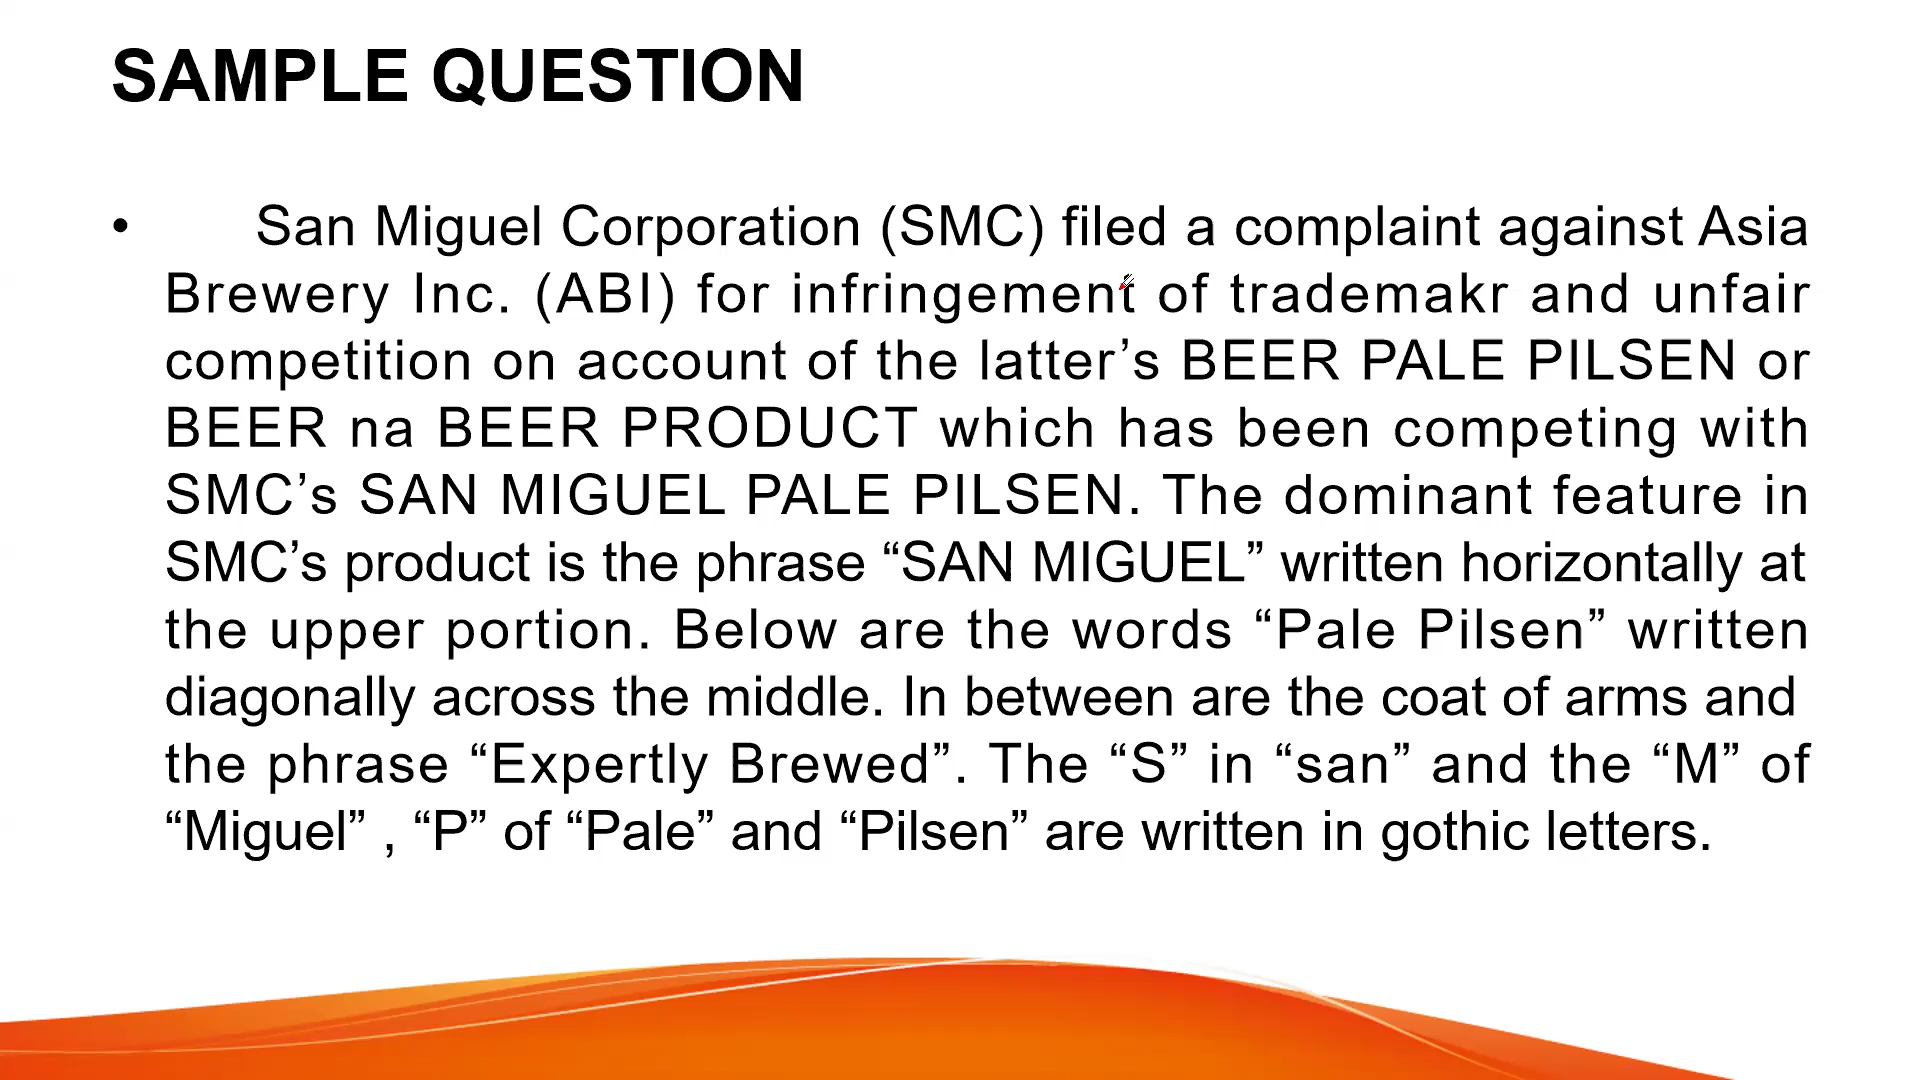 SAMPLE QUESTION
• San Miguel Corporation (SMC) filed a complaint against Asia
Brewery Inc. (ABI) for infringement of trademakr and unfair
competition on account of the latter’s BEER PALE PILSEN or
BEER na BEER PRODUCT which has been competing with
SMC’s SAN MIGUEL PALE PILSEN. The dominant feature in
SMC’s product is the phrase “SAN MIGUEL” written horizontally at
the upper portion. Below are the words “Pale Pilsen” written
diagonally across the middle. In between are the coat of arms and
the phrase “Expertly Brewed”. The “S” in “san” and the “M” of
“Miguel” , “P” of “Pale” and “Pilsen” are written in gothic letters.